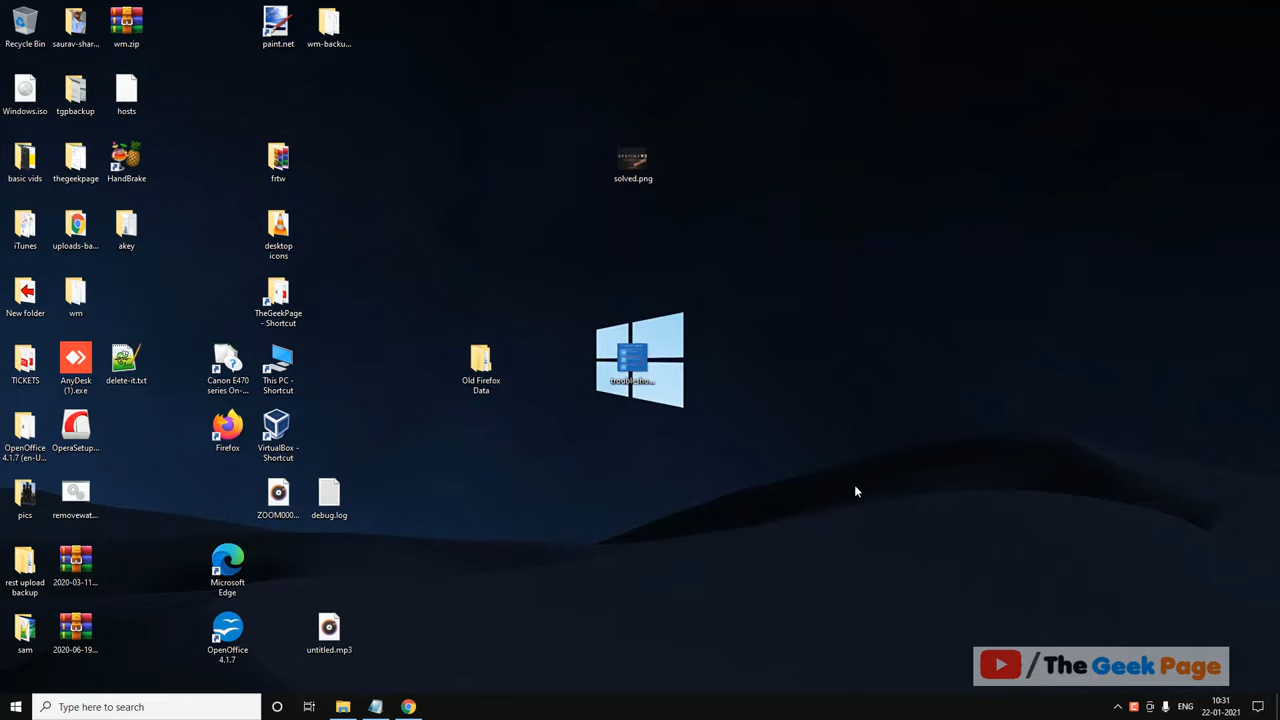 Recycle Bin
saurav-shar...
wm.zip
paint.net
wm-backu...
Windows.iso
tgpbackup
hosts
basic vids
thegeekpage
HandBrake
frtw
solved.png
iTunes
uploads-ba...
akey
desktop
icons
New folder
wm
TheGeekPage
- Shortcut
TICKETS
AnyDesk
(1).exe
delete-it.txt
Canon E470
series On-...
This PC -
Shortcut
Old Firefox
Data
troublesho...
OpenOffice
4.1.7 (en-U...
OperaSetup...
Firefox
VirtualBox -
Shortcut
pics
removewat...
ZOOM000...
debug.log
rest upload
backup
2020-03-11...
Microsoft
Edge
sam
2020-06-19...
OpenOffice
4.1.7
untitled.mp3
/The Geek Page
Type here to search
ENG
10:31
22-01-2021